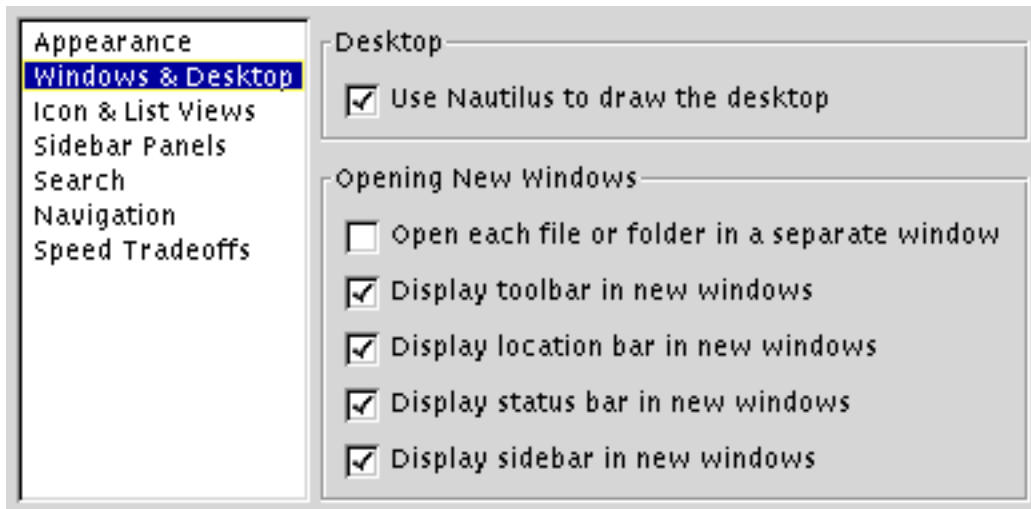 Appearance
Windows & Desktop
Icon & List Views
Sidebar Panels
Search
Navigation
Speed Tradeoffs
Desktop
Use Nautilus to draw the desktop
Opening New Windows
Open each file or folder in a separate window
Display toolbar in new windows
Display location bar in new windows
Display status bar in new windows
Display sidebar in new windows